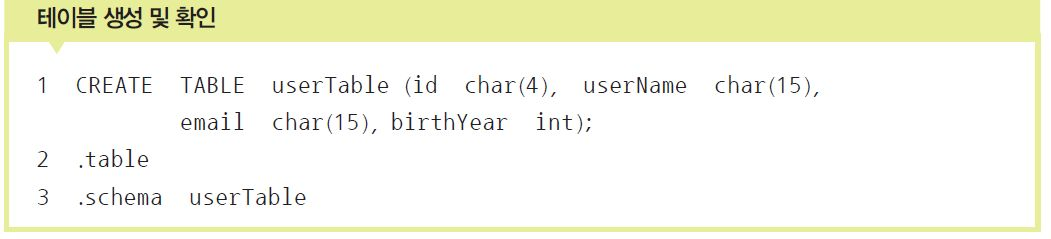 테이블 생성 및 확인
1 CREATE TABLE userTable (id char(4), userName char(15),
email char(15), birthYear int);
2 .table
3 .schema userTable